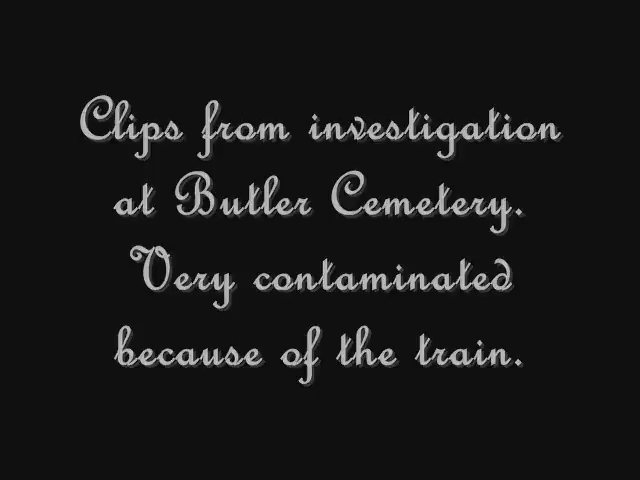 Clips from investigation
at Butler Cemetery.
Very contaminated
because of the train.